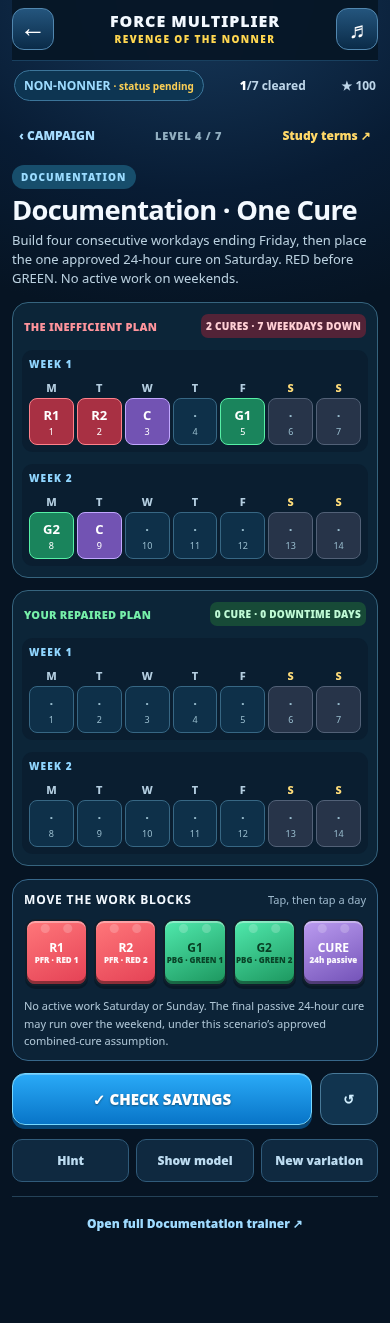 ← FORCE MULTIPLIER ♬
REVENGE OF THE NONNER
NON-NONNER · status pending 1/7 cleared ★ 100
‹ CAMPAIGN LEVEL 4 / 7 Study terms ↗
DOCUMENTATION
Documentation · One Cure
Build four consecutive workdays ending Friday, then place
the one approved 24-hour cure on Saturday. RED before
GREEN. No active work on weekends.
THE INEFFICIENT PLAN 2 CURES · 7 WEEKDAYS DOWN
WEEK 1
M T W T F S S
R1 R2 C · G1 · ·
1 2 3 4 5 6 7
WEEK 2
M T W T F S S
G2 C · · · · ·
8 9 10 11 12 13 14
YOUR REPAIRED PLAN 0 CURE · 0 DOWNTIME DAYS
WEEK 1
M T W T F S S
· · · · · · ·
1 2 3 4 5 6 7
WEEK 2
M T W T F S S
· · · · · · ·
8 9 10 11 12 13 14
MOVE THE WORK BLOCKS Tap, then tap a day
R1 R2 G1 G2 CURE
PFR · RED 1 PFR · RED 2 PBG · GREEN 1 PBG · GREEN 2 24h passive
No active work Saturday or Sunday. The final passive 24-hour cure
may run over the weekend, under this scenario's approved
combined-cure assumption.
✓ CHECK SAVINGS ↺
Hint Show model New variation
Open full Documentation trainer ↗